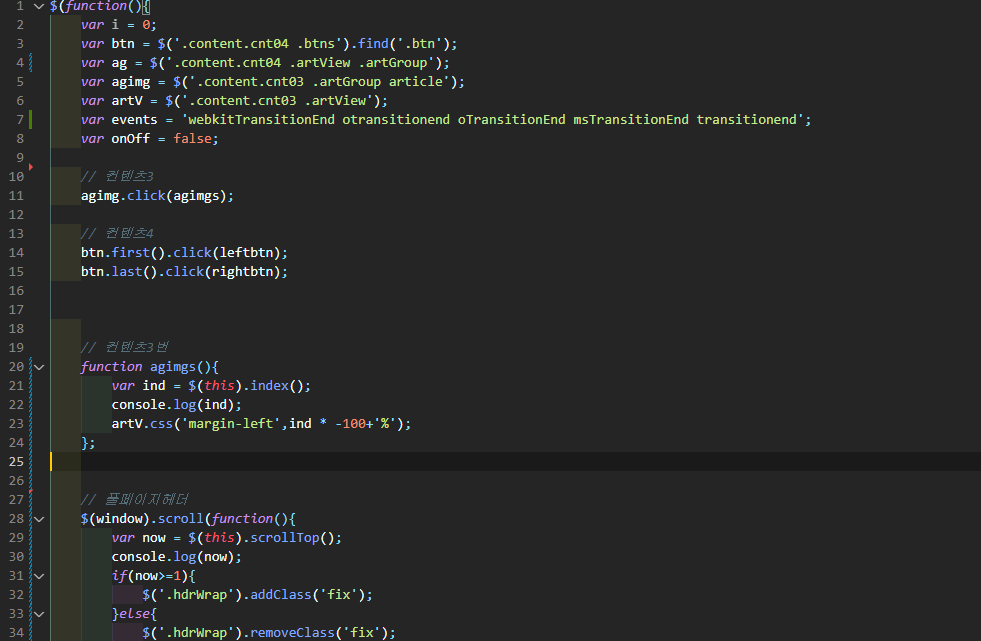 1 $(function(){
2 var i = 0;
3 var btn = $('.content.cnt04 .btns').find('.btn');
4 var ag = $('.content.cnt04 .artView .artGroup');
5 var agimg = $('.content.cnt03 .artGroup article');
6 var artV = $('.content.cnt03 .artView');
7 var events = 'webkitTransitionEnd otransitionend oTransitionEnd msTransitionEnd transitionend';
8 var onOff = false;
9
10 // 컨텐츠3
11 agimg.click(agimgs);
12
13 // 컨텐츠4
14 btn.first().click(leftbtn);
15 btn.last().click(rightbtn);
16
17
18
19 // 컨텐츠3번
20 function agimgs(){
21 var ind = $(this).index();
22 console.log(ind);
23 artV.css('margin-left',ind * -100+'%');
24 };
25
26
27 // 풀페이지헤더
28 $(window).scroll(function(){
29 var now = $(this).scrollTop();
30 console.log(now);
31 if(now>=1){
32 $('.hdrWrap').addClass('fix');
33 }else{
34 $('.hdrWrap').removeClass('fix');